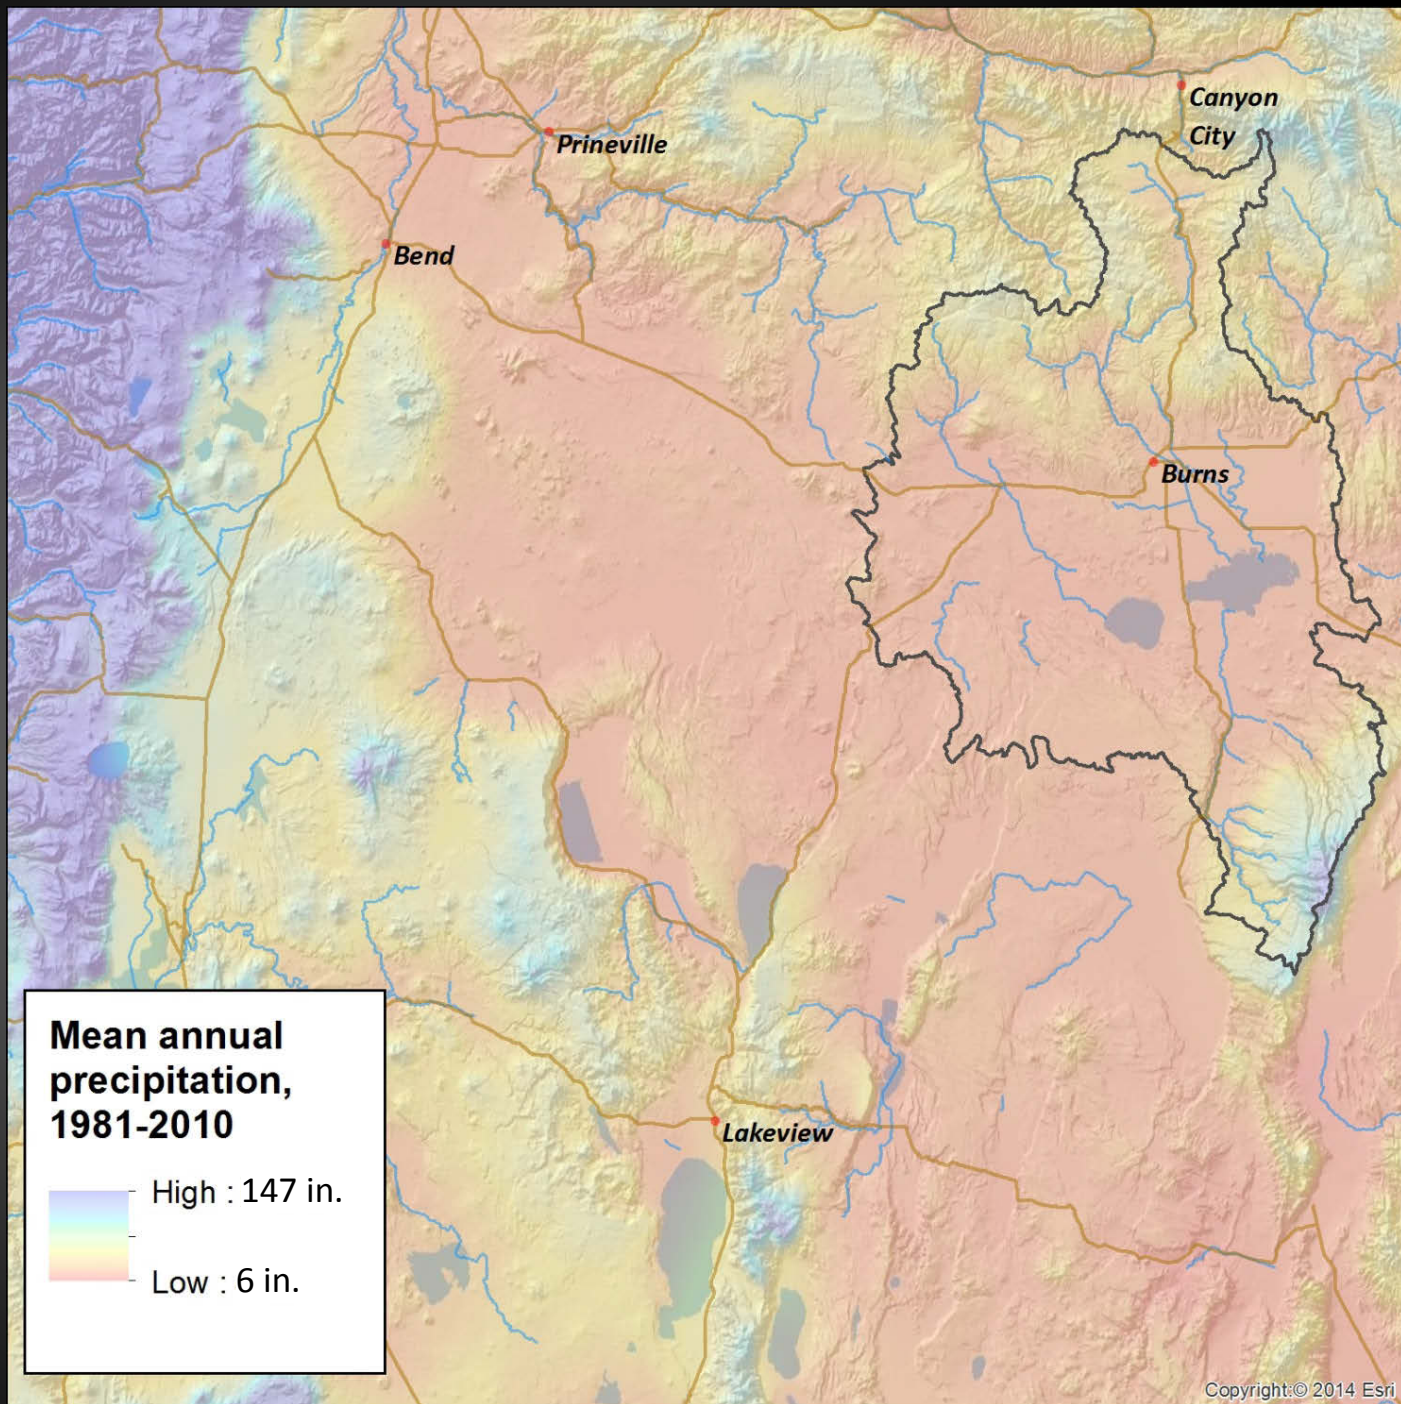 Canyon
City
Prineville
Bend
Burns
Lakeview
Mean annual
precipitation,
1981-2010
High : 147 in.
Low : 6 in.
Copyright:© 2014 Esri